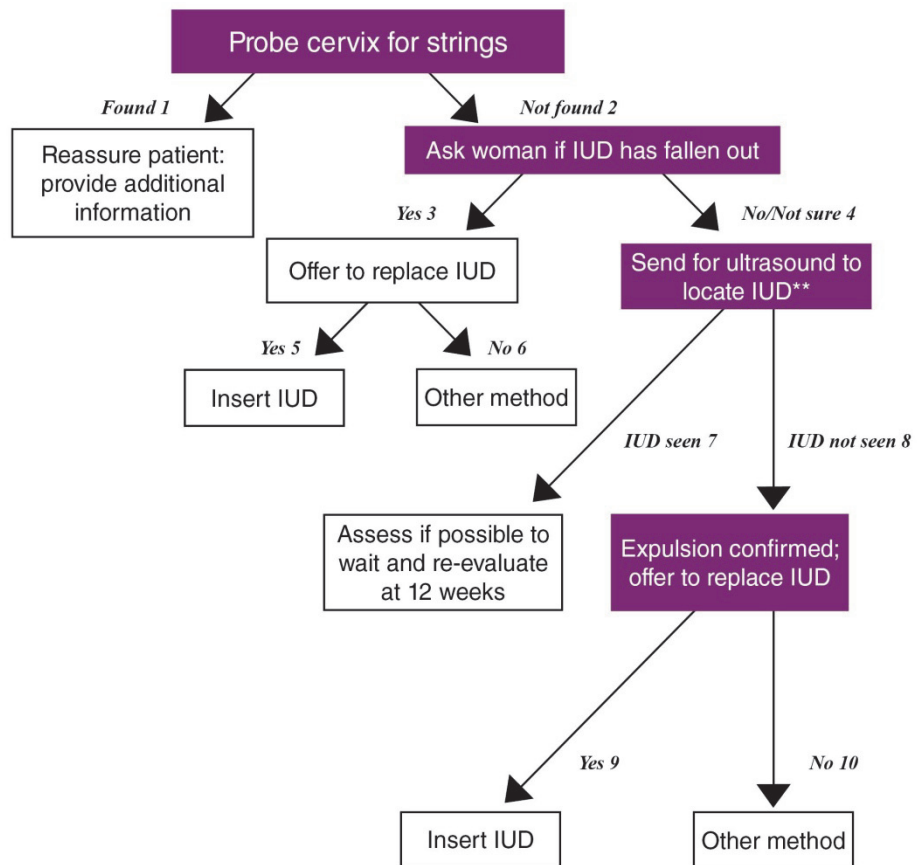 Probe cervix for strings
Found 1
Not found 2
Reassure patient:
provide additional
information
Ask woman if IUD has fallen out
Yes 3
No/Not sure 4
Offer to replace IUD
Send for ultrasound to
locate IUD**
Yes 5
No 6
Insert IUD
Other method
IUD seen 7
IUD not seen 8
Assess if possible to
wait and re-evaluate
at 12 weeks
Expulsion confirmed;
offer to replace IUD
Yes 9
No 10
Insert IUD
Other method